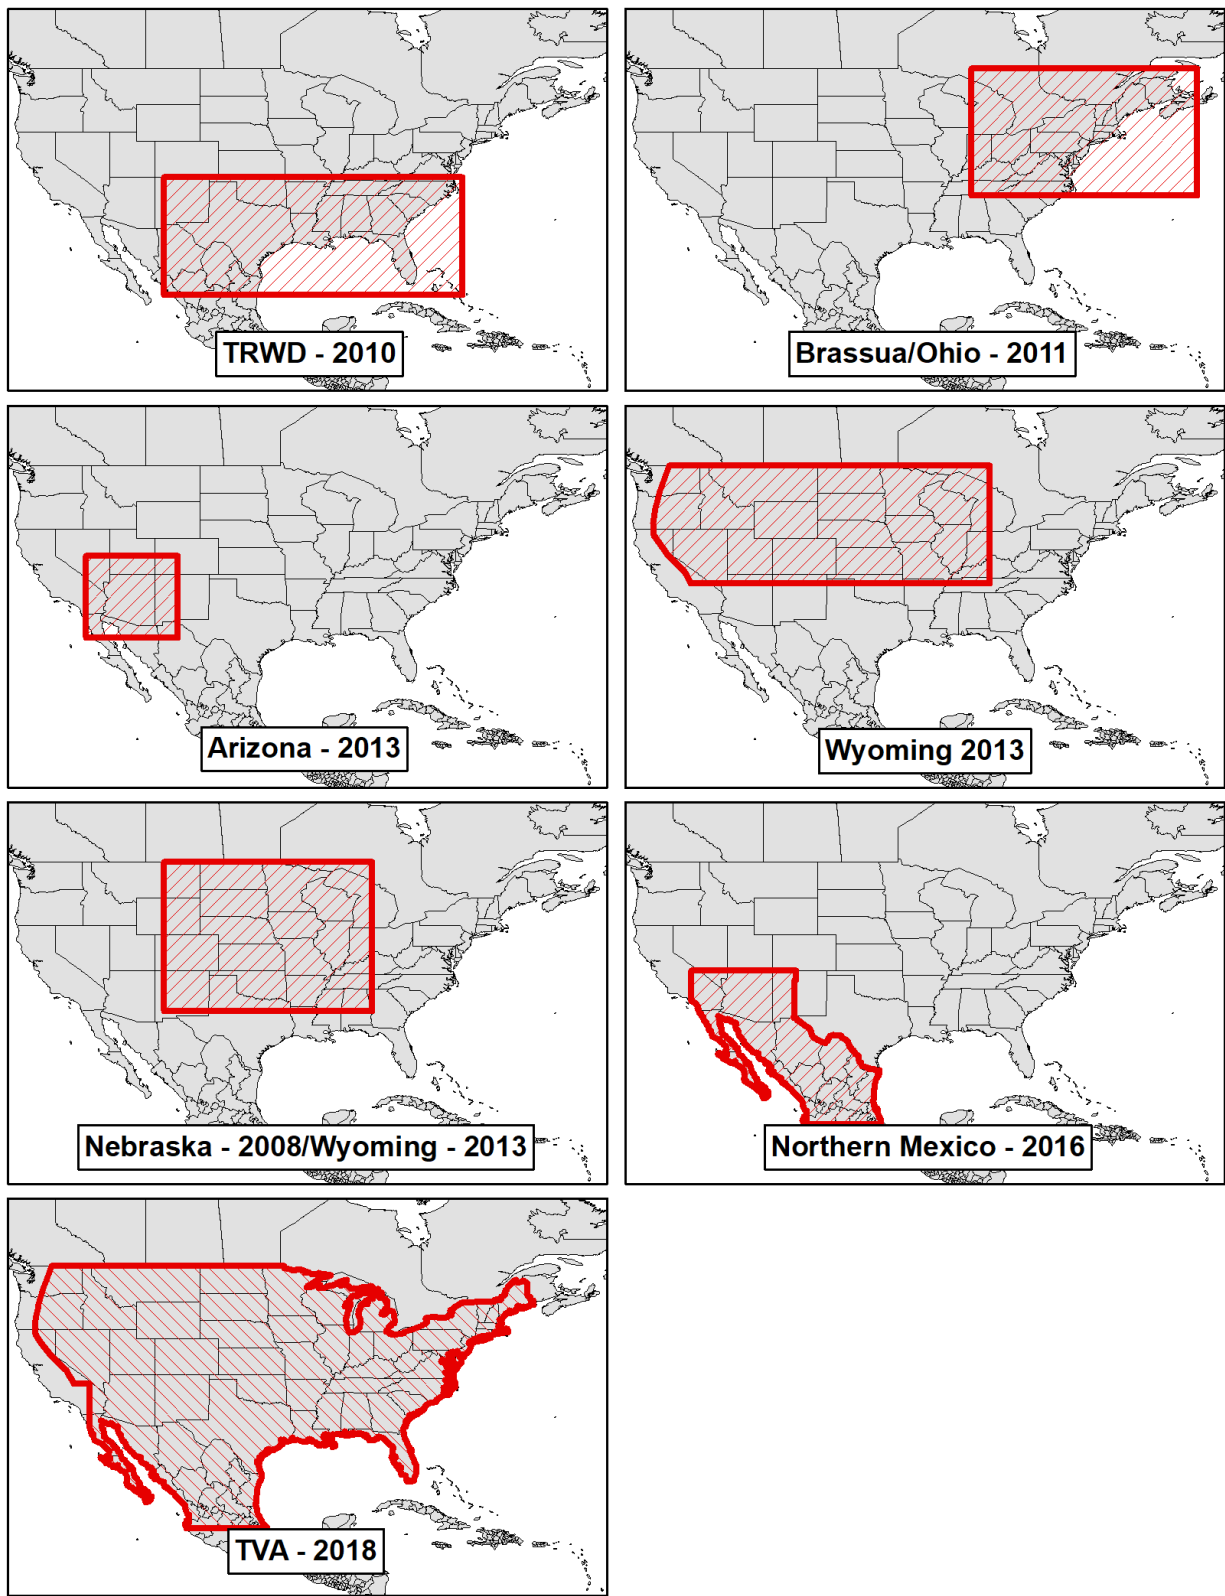 TRWD - 2010
Brassua/Ohio - 2011
Arizona - 2013
Wyoming 2013
Nebraska - 2008/Wyoming - 2013
Northern Mexico - 2016
TVA - 2018